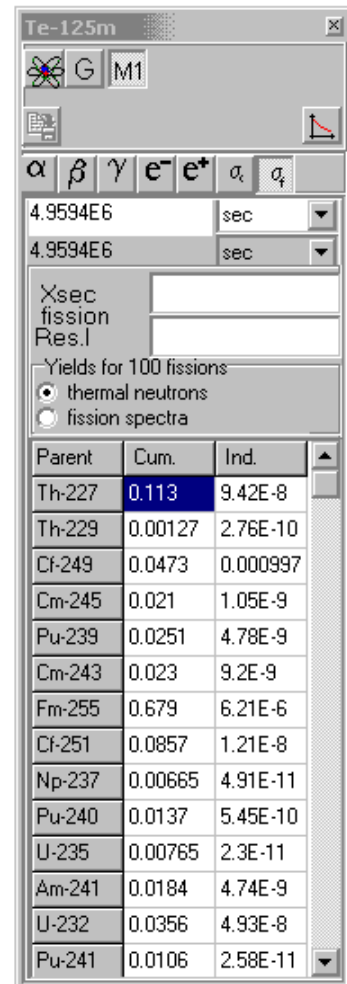 Te-125m
G M1
α β γ e⁻ e⁺ σc σf
4.9594E6 sec
4.9594E6 sec
Xsec
fission
Res.I
Yields for 100 fissions
thermal neutrons
fission spectra
Parent Cum. Ind.
Th-227 0.113 9.42E-8
Th-229 0.00127 2.76E-10
Cf-249 0.0473 0.000997
Cm-245 0.021 1.05E-9
Pu-239 0.0251 4.78E-9
Cm-243 0.023 9.2E-9
Fm-255 0.679 6.21E-6
Cf-251 0.0857 1.21E-8
Np-237 0.00665 4.91E-11
Pu-240 0.0137 5.45E-10
U-235 0.00765 2.3E-11
Am-241 0.0184 4.74E-9
U-232 0.0356 4.93E-8
Pu-241 0.0106 2.58E-11